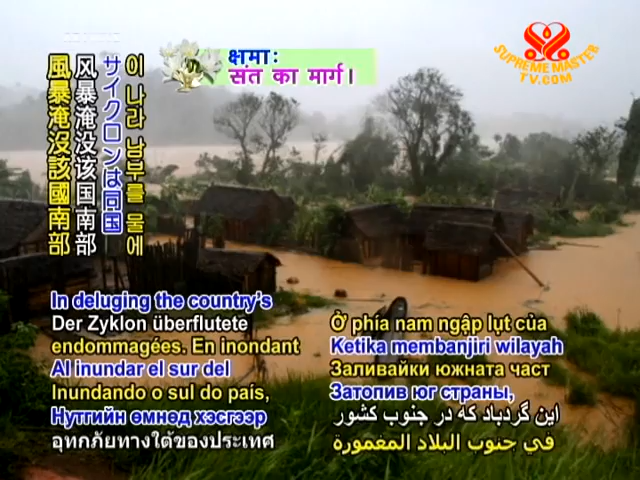 क्षमाः
संत का मार्ग।
SUPREME MASTER
TV.COM
風暴淹沒該國南部
风暴淹没该国南部
サイクロンは同国
이 나라 남부를 물에
In deluging the country's
Der Zyklon überflutete
endommagées. En inondant
Al inundar el sur del
Inundando o sul do país,
Нутгийн өмнөд хэсгээр
อุทกภัยทางใต้ของประเทศ
Ở phía nam ngập lụt của
Ketika membanjiri wilayah
Заливайки южната част
Затопив юг страны,
این گردباد که در جنوب کشور
في جنوب البلاد المغمورة